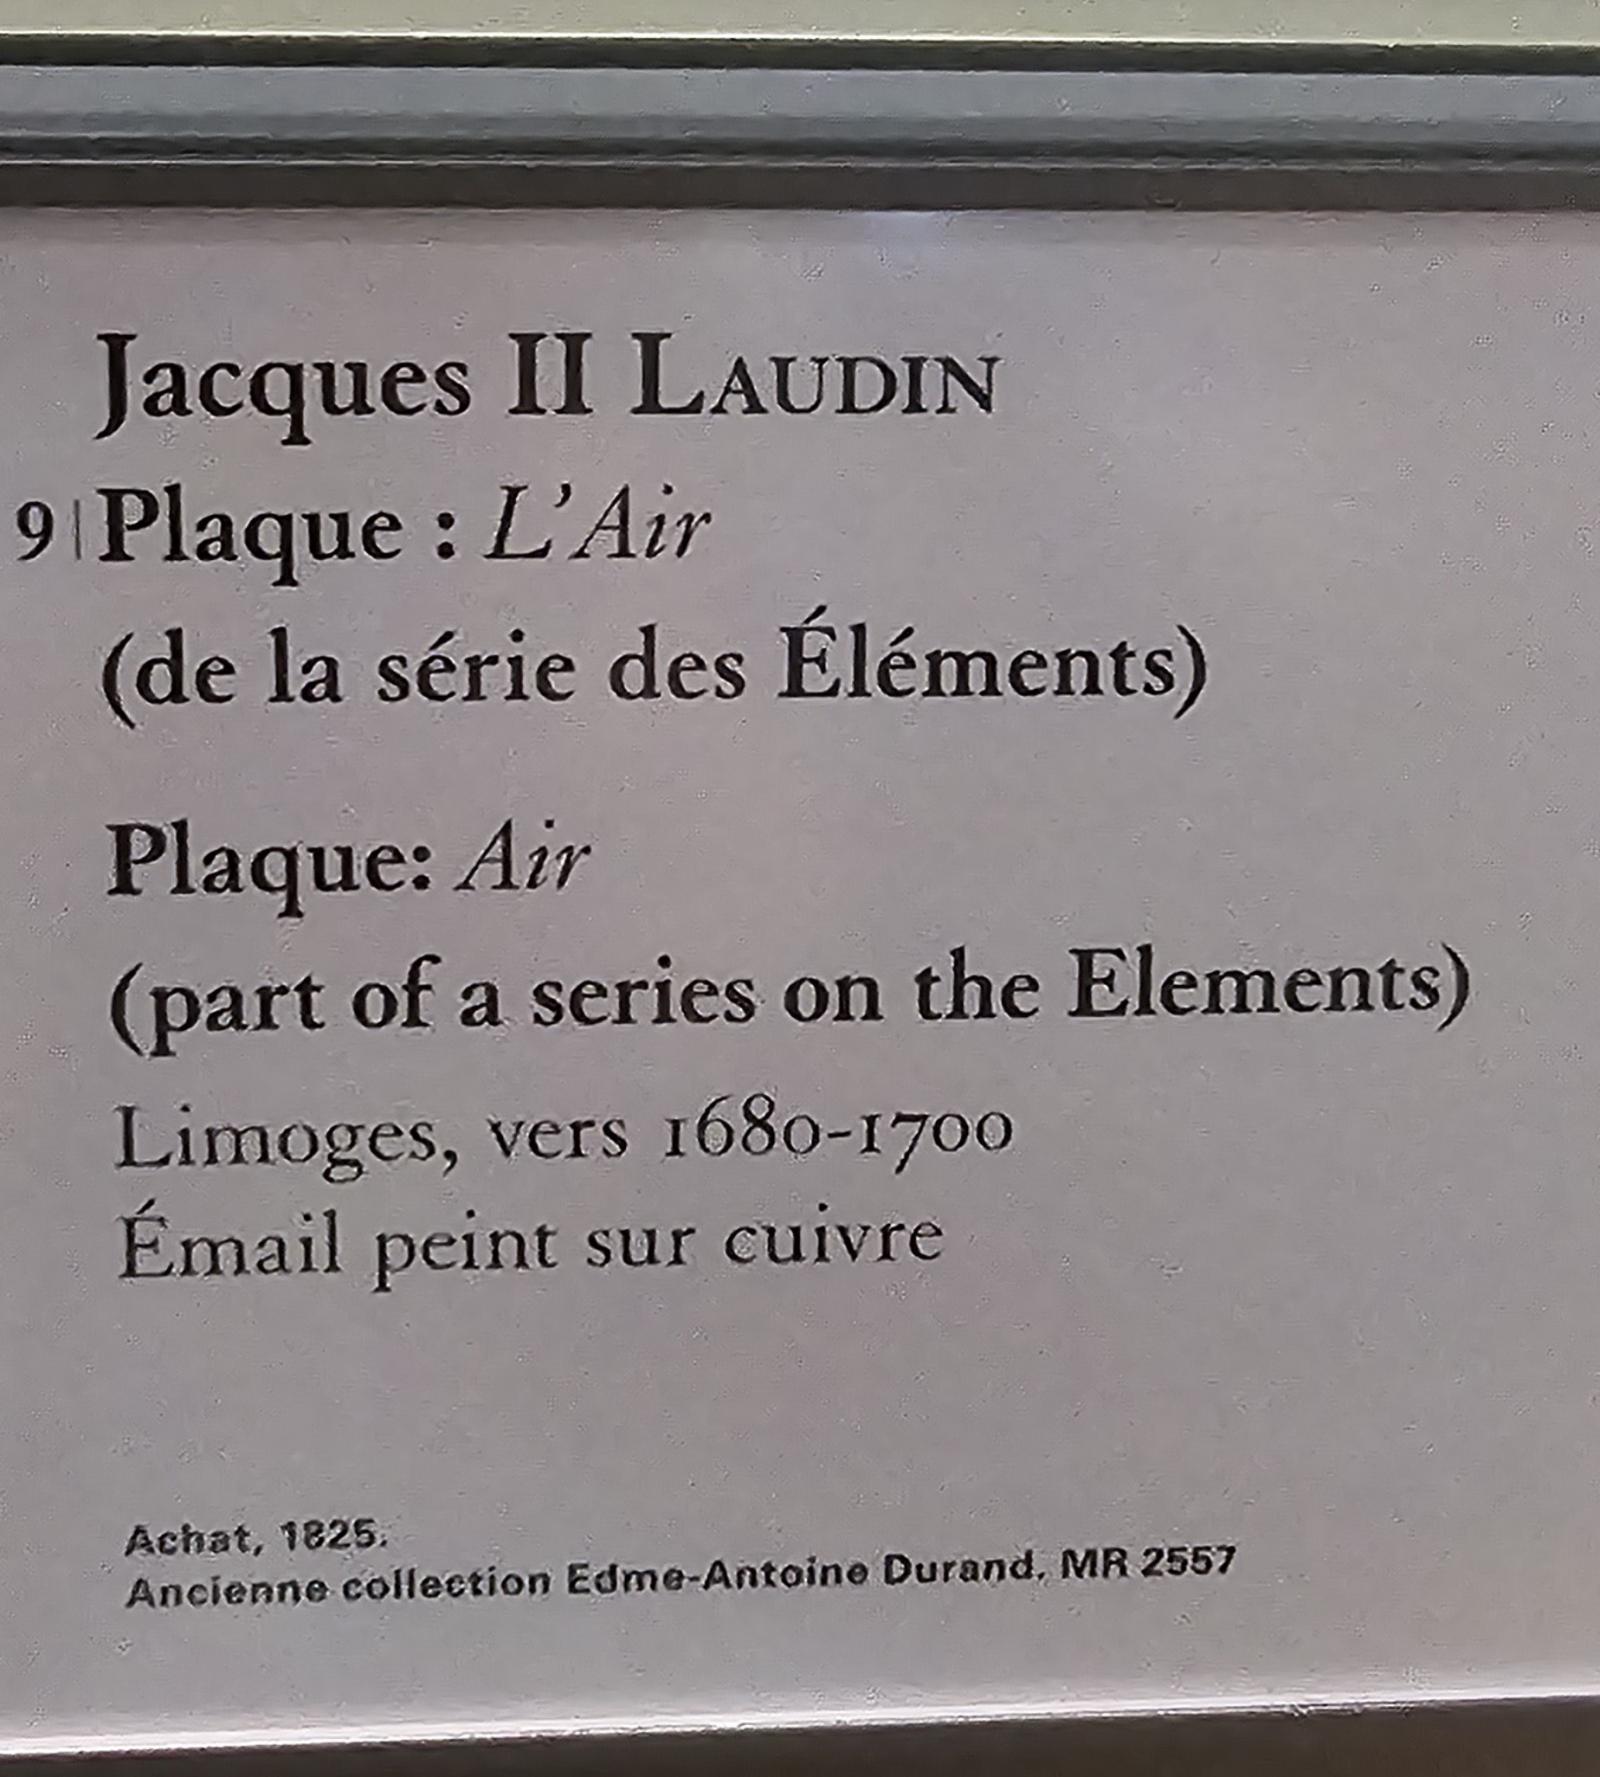 Jacques II LAUDIN
9|Plaque : L'Air
(de la série des Éléments)
Plaque: Air
(part of a series on the Elements)
Limoges, vers 1680-1700
Émail peint sur cuivre
Achat, 1825.
Ancienne collection Edme-Antoine Durand, MR 2557